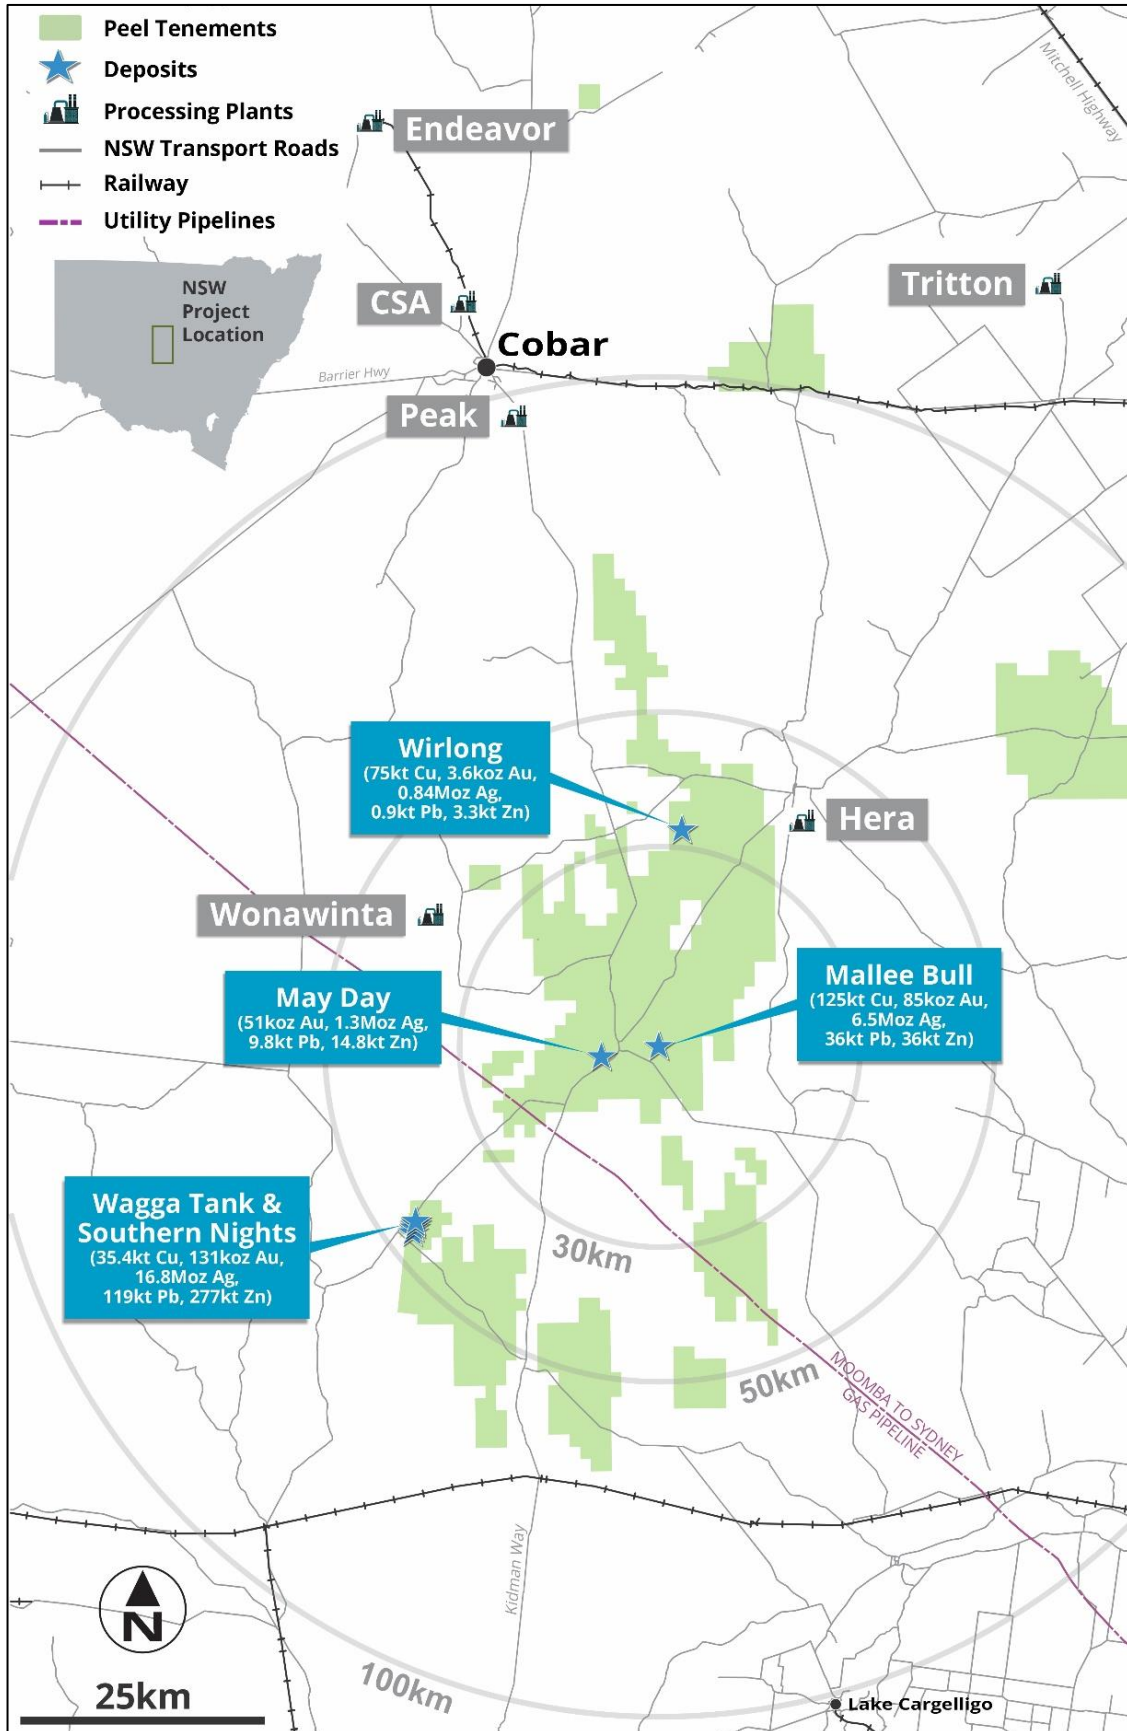 Peel Tenements
Deposits
Processing Plants
NSW Transport Roads
Railway
Utility Pipelines
NSW
Project
Location
Mitchell Highway
Endeavor
CSA
Tritton
Cobar
Barrier Hwy
Peak
Wirlong
(75kt Cu, 3.6koz Au,
0.84Moz Ag,
0.9kt Pb, 3.3kt Zn)
Hera
Wonawinta
May Day
(51koz Au, 1.3Moz Ag,
9.8kt Pb, 14.8kt Zn)
Mallee Bull
(125kt Cu, 85koz Au,
6.5Moz Ag,
36kt Pb, 36kt Zn)
Wagga Tank &
Southern Nights
(35.4kt Cu, 131koz Au,
16.8Moz Ag,
119kt Pb, 277kt Zn)
30km
50km
MOOMBA TO SYDNEY
GAS PIPELINE
Kidman Way
N
25km
100km
Lake Cargelligo